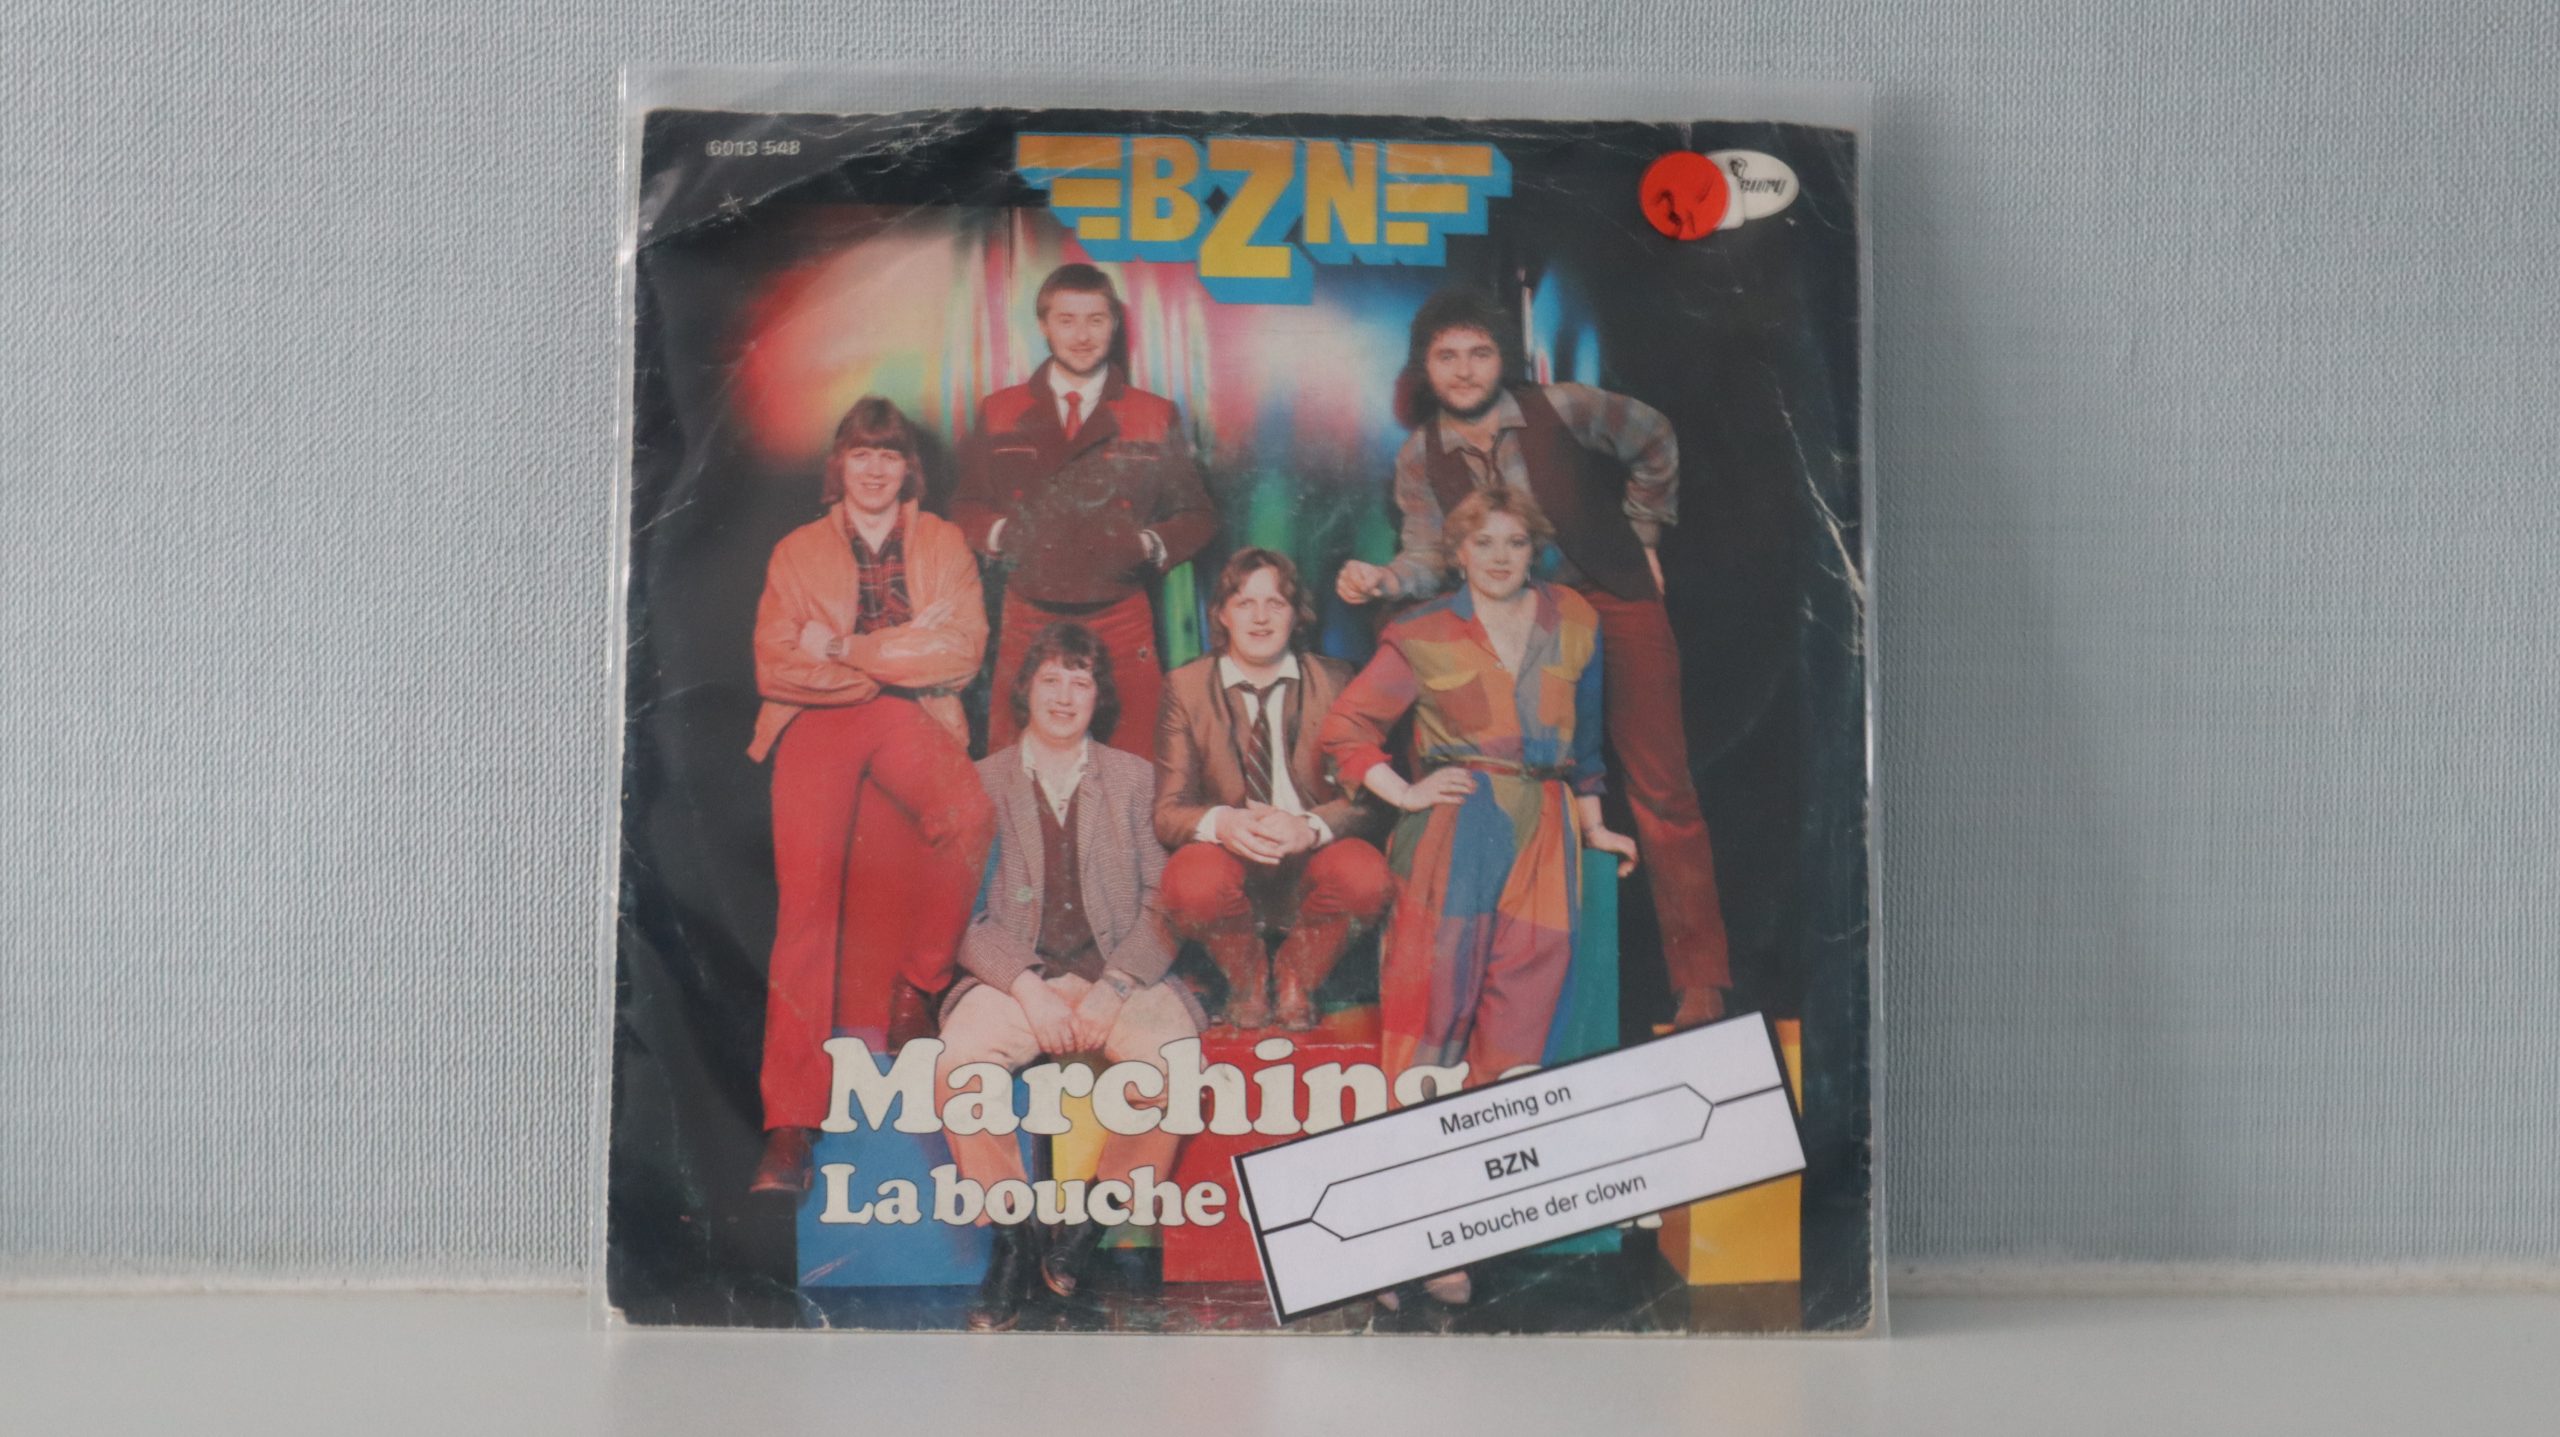 6013 548
BZN
Marching
La bouche
Marching on
BZN
La bouche der clown